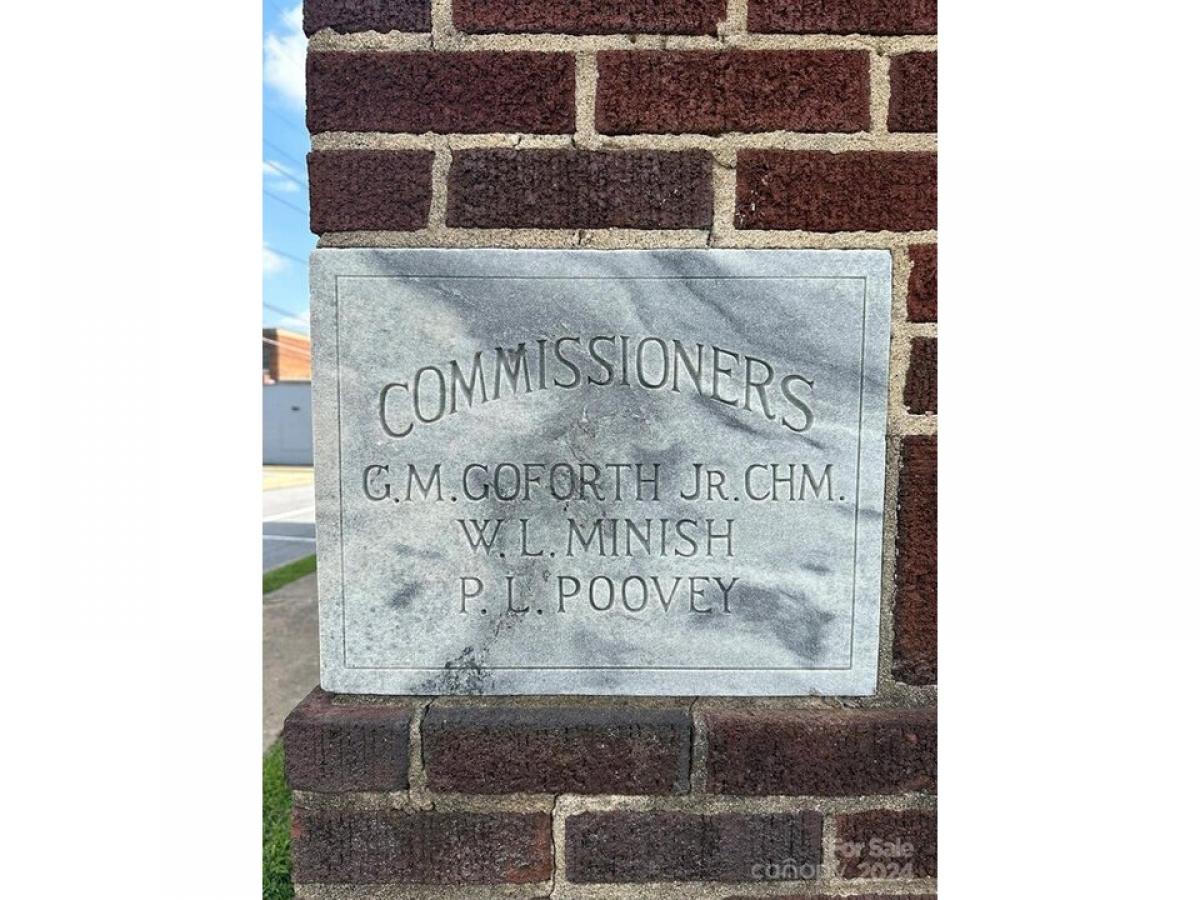 COMMISSIONERS
G.M. GOFORTH JR. CHM.
W. L. MINISH
P. L. POOVEY
For Sale
canopy 2024